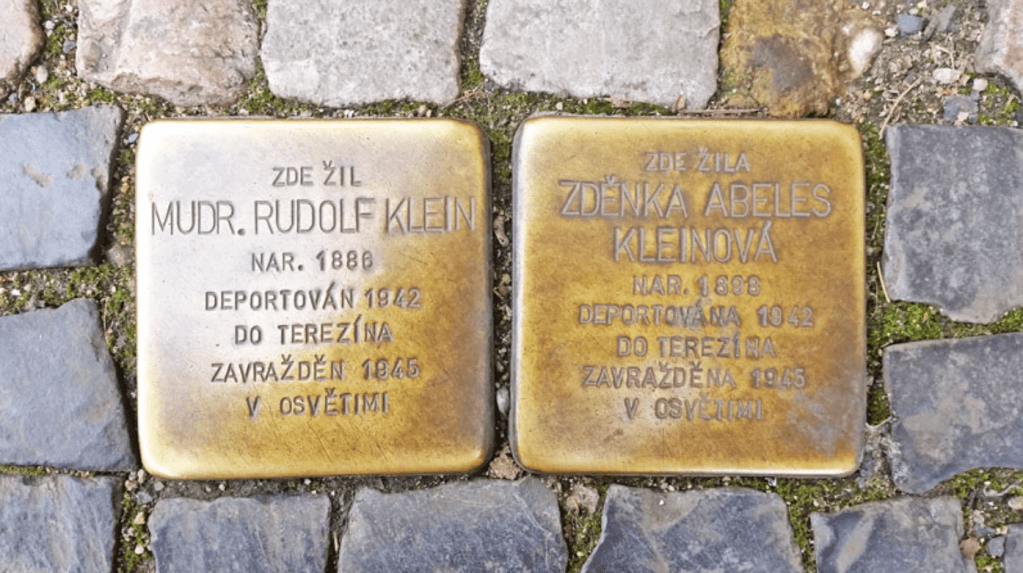 ZDE ŽIL
MUDR. RUDOLF KLEIN
NAR. 1886
DEPORTOVÁN 1942
DO TEREZÍNA
ZAVRAŽDĚN 1945
V OSVĚTIMI
ZDE ŽILA
ZDĚNKA ABELES
KLEINOVÁ
NAR. 1898
DEPORTOVÁNA 1942
DO TEREZÍNA
ZAVRAŽDĚNA 1945
V OSVĚTIMI